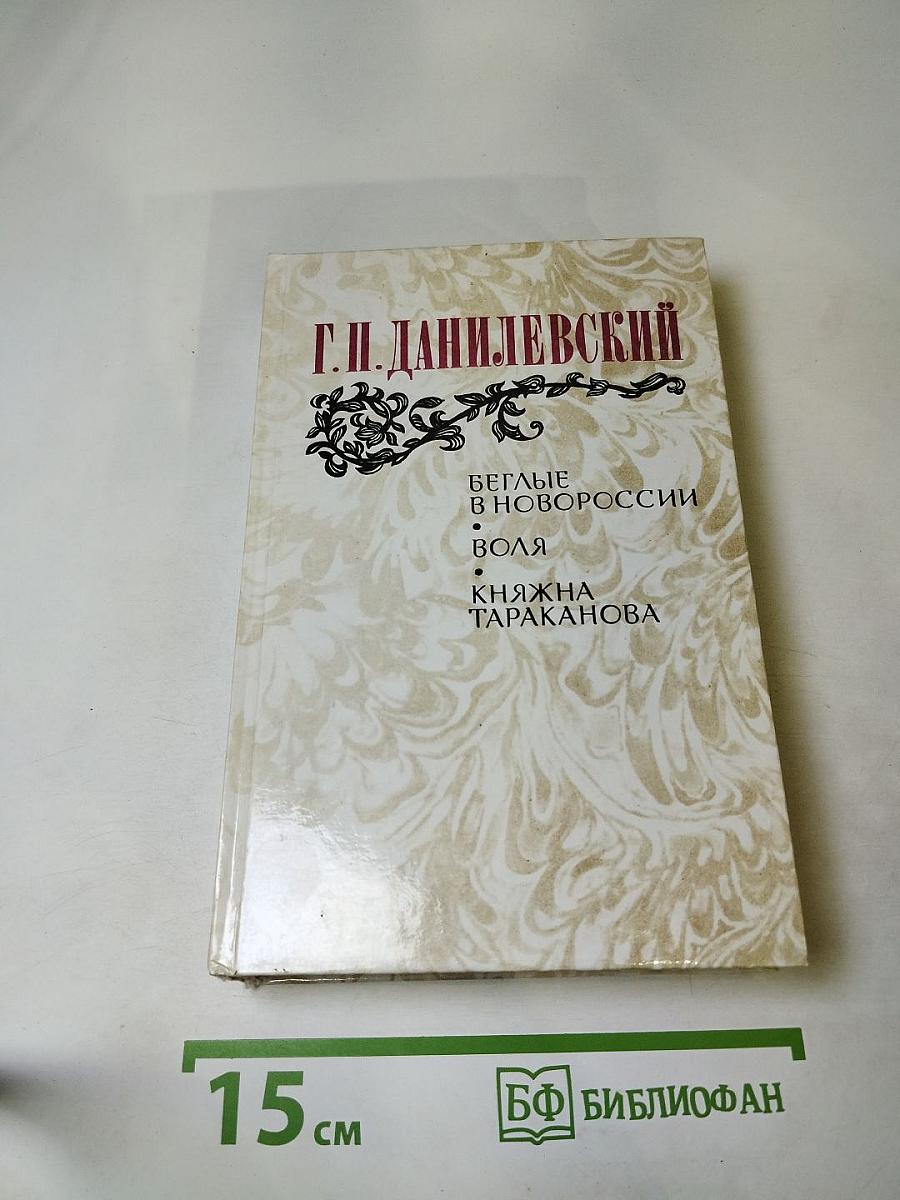 Г.П.ДАНИЛЕВСКИЙ
БЕГЛЫЕ
В НОВОРОССИИ
•
ВОЛЯ
•
КНЯЖНА
ТАРАКАНОВА
15 см
БФ БИБЛИОФАН